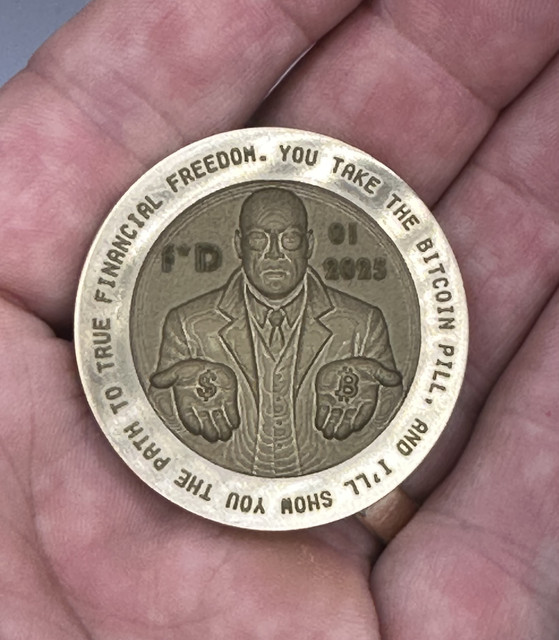 YOU TAKE THE BITCOIN PILL, AND I'LL SHOW YOU THE PATH TO TRUE FINANCIAL FREEDOM.
F*D
01
2025
$
₿